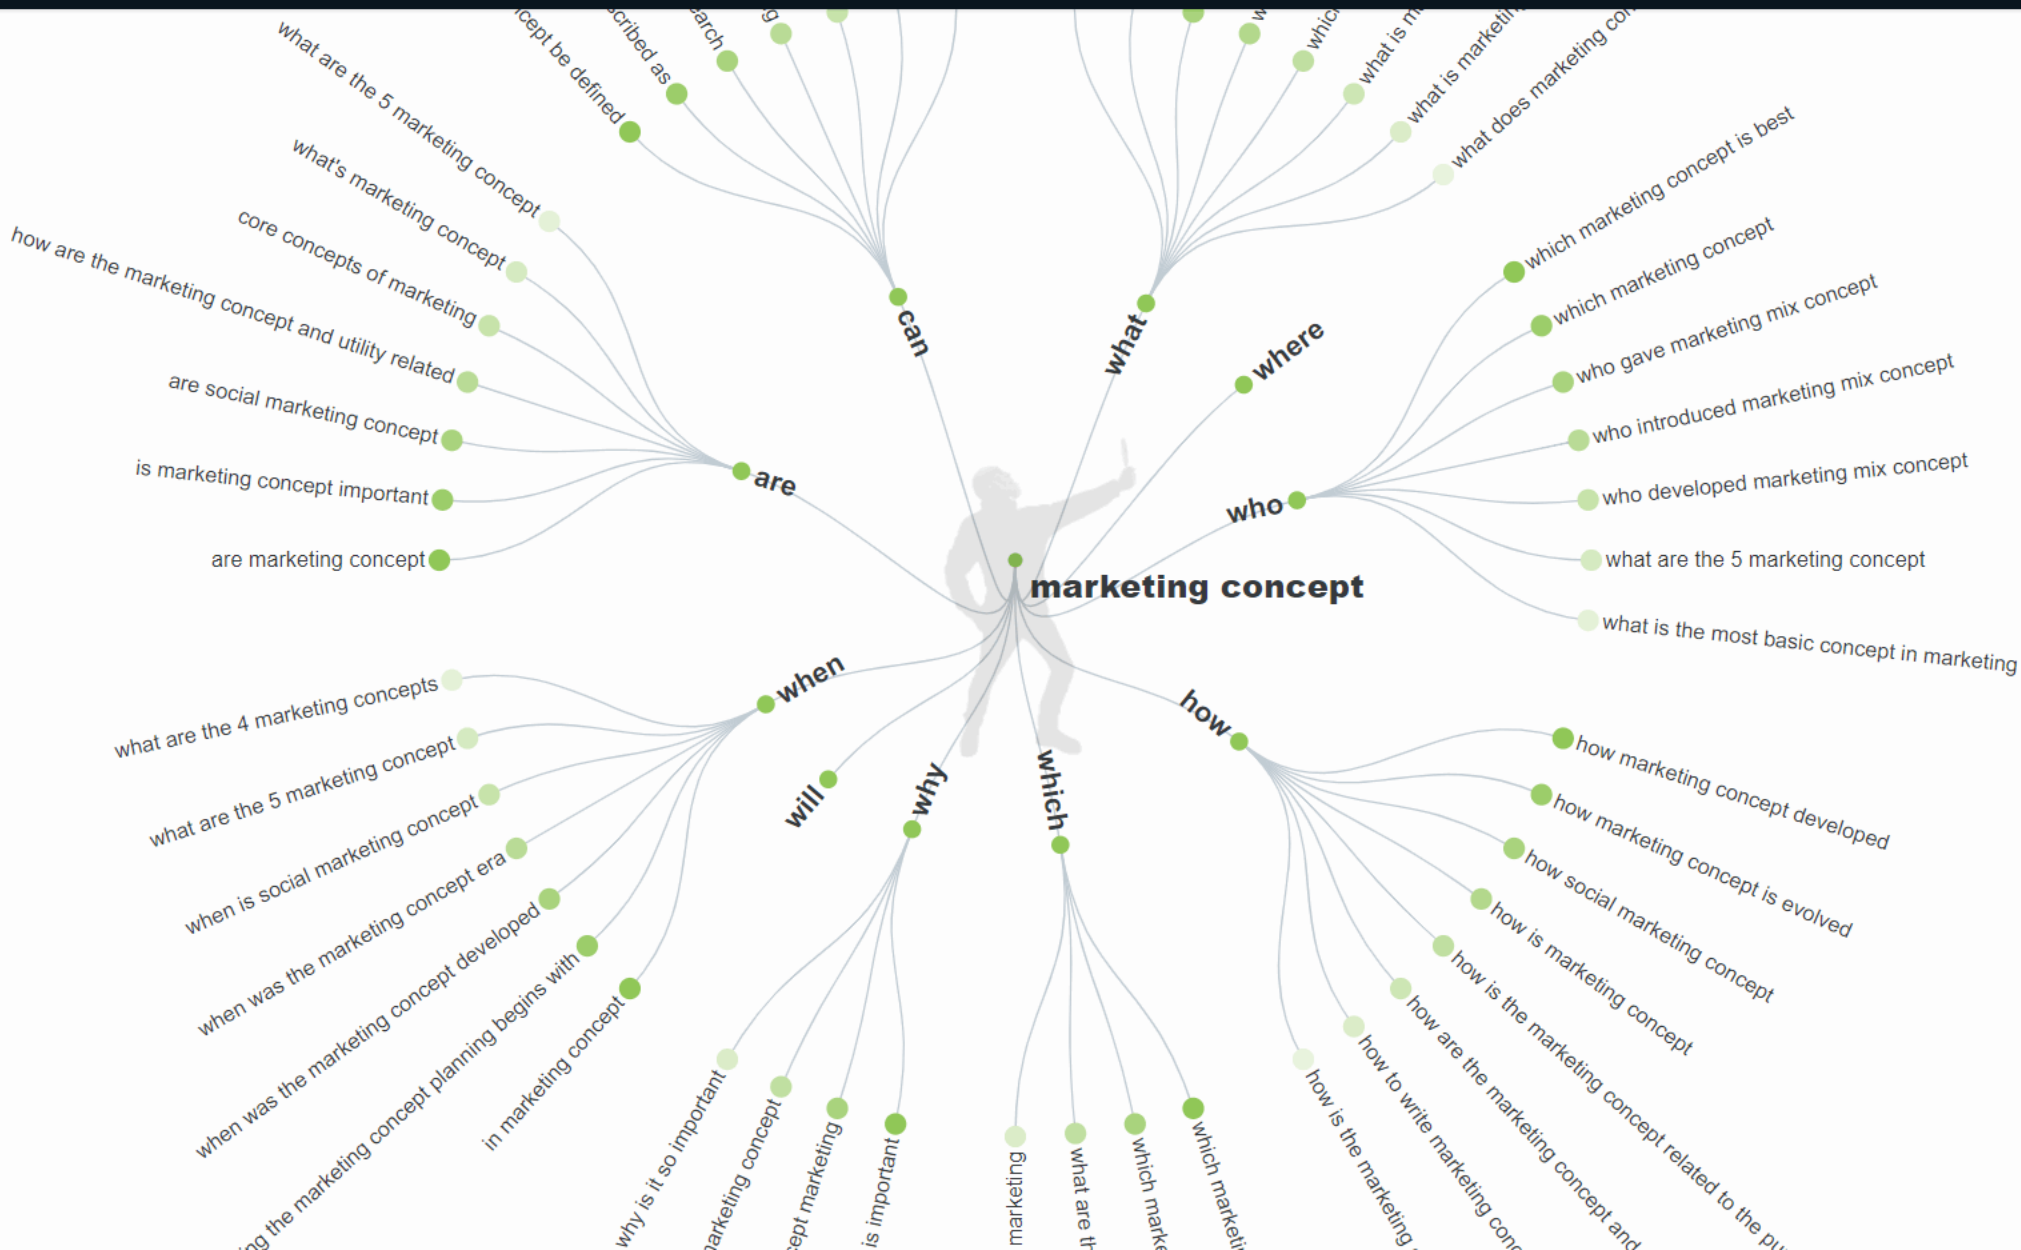 what are the 5 marketing concept
what's marketing concept
core concepts of marketing
how are the marketing concept and utility related
are social marketing concept
is marketing concept important
are marketing concept
are
be defined
as
can
what
what is
what is
what does marketing
where
which marketing concept is best
which marketing concept
who gave marketing mix concept
who introduced marketing mix concept
who developed marketing mix concept
what are the 5 marketing concept
what is the most basic concept in marketing
who
marketing concept
when
what are the 4 marketing concepts
what are the 5 marketing concept
when is social marketing concept
when was the marketing concept era
when was the marketing concept developed
the marketing concept planning begins with
in marketing concept
will
why
why is it so important
concept
marketing
is important
which
marketing
what are
which
which
how
how marketing concept developed
how marketing concept is evolved
how social marketing concept
how is marketing concept
how is the marketing concept related to the
how are the marketing concept and
how to write marketing
how is the marketing